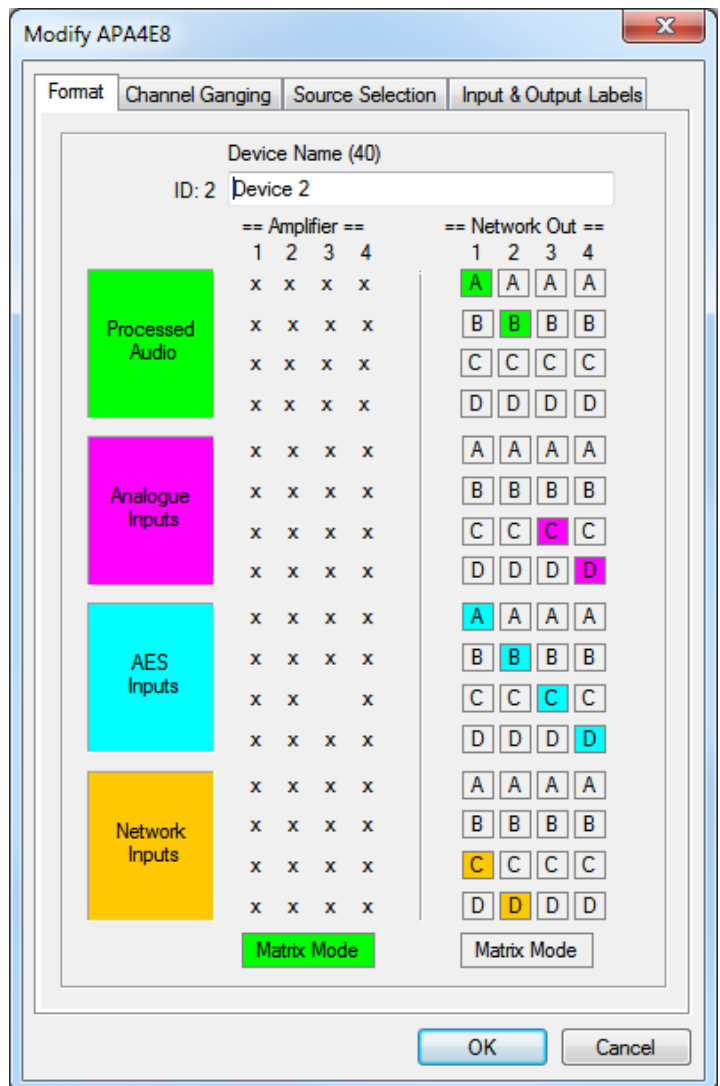 Modify APA4E8
x
Format Channel Ganging Source Selection Input & Output Labels
Device Name (40)
ID: 2 Device 2
== Amplifier == == Network Out ==
1 2 3 4 1 2 3 4
x x x x A A A A
Processed
Audio
x x x x B B B B
x x x x C C C C
x x x x D D D D
x x x x A A A A
Analogue
Inputs
x x x x B B B B
x x x x C C C C
x x x x D D D D
x x x x A A A A
AES
Inputs
x x x x B B B B
x x x C C C C
x x x x D D D D
x x x x A A A A
Network
Inputs
x x x x B B B B
x x x x C C C C
x x x x D D D D
Matrix Mode Matrix Mode
OK Cancel